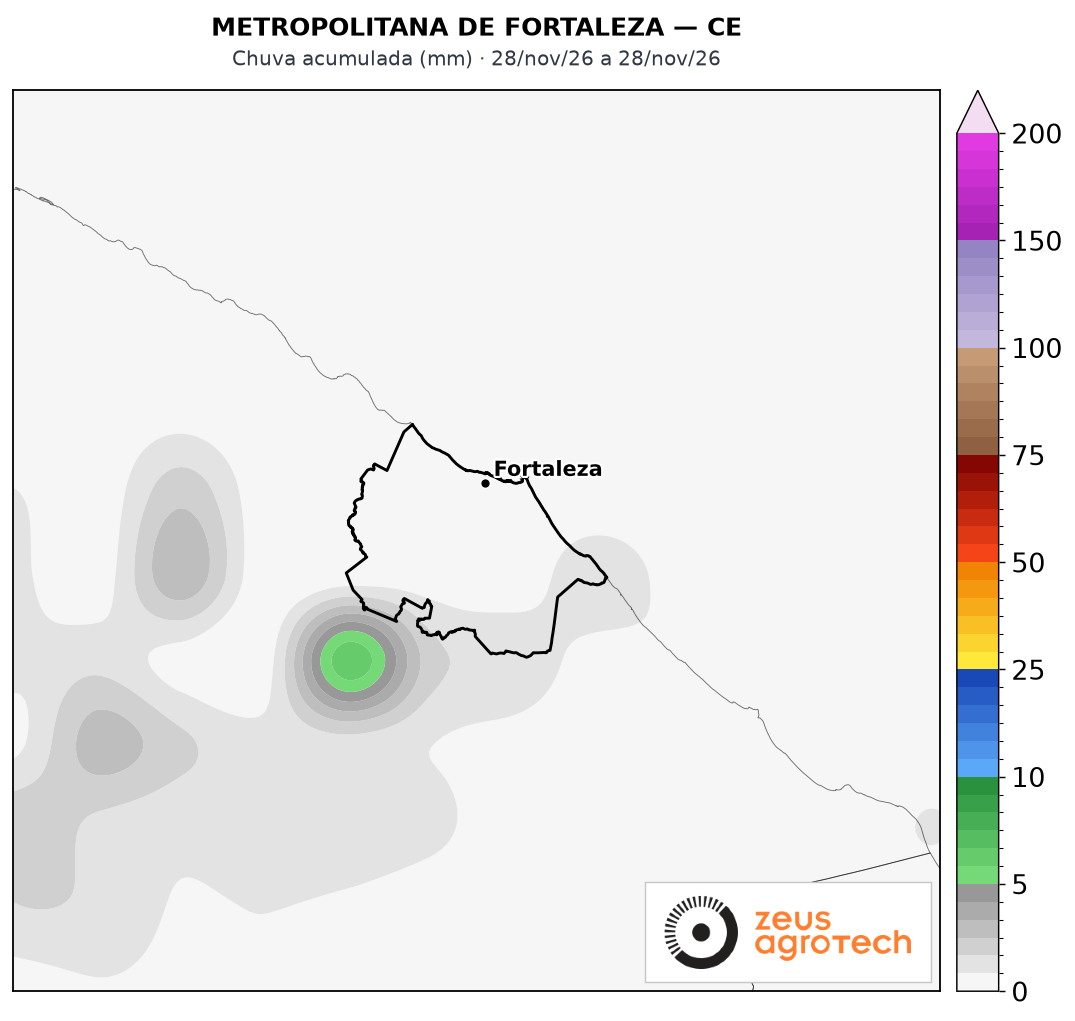 METROPOLITANA DE FORTALEZA — CE
Chuva acumulada (mm) · 28/nov/26 a 28/nov/26
Fortaleza
200
150
100
75
50
25
10
5
0
zeus
agrotech